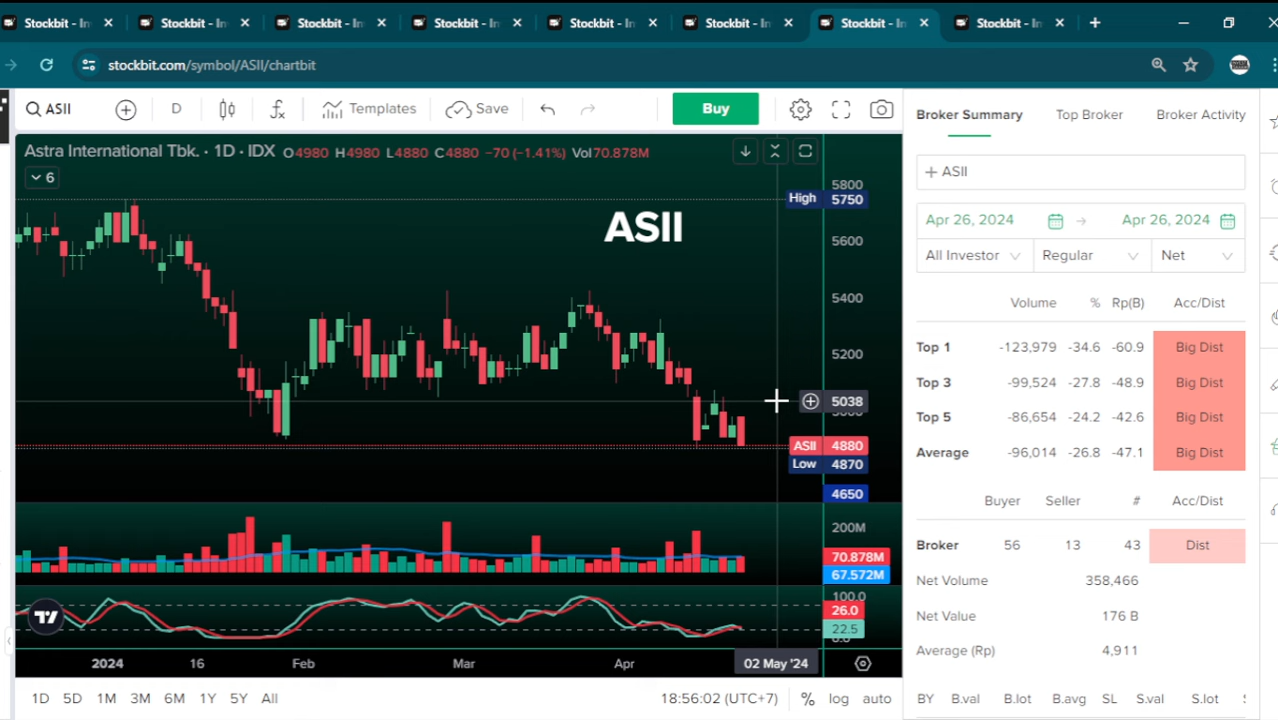 Stockbit - In Stockbit - In Stockbit - In Stockbit - In Stockbit - In Stockbit - In Stockbit - In Stockbit - In
stockbit.com/symbol/ASII/chartbit
ASII D Templates Save Buy
Astra International Tbk. · 1D · IDX O4980 H4980 L4880 C4880 -70 (-1.41%) Vol70.878M
6
ASII
5800
High 5750
5600
5400
5200
5038
5000
ASII 4880
Low 4870
4650
200M
70.878M
67.572M
100.0
26.0
22.5
0.0
2024 16 Feb Mar Apr 02 May '24
1D 5D 1M 3M 6M 1Y 5Y All 18:56:02 (UTC+7) % log auto
Broker Summary Top Broker Broker Activity
+ ASII
Apr 26, 2024 → Apr 26, 2024
All Investor Regular Net
Volume % Rp(B) Acc/Dist
Top 1 -123,979 -34.6 -60.9 Big Dist
Top 3 -99,524 -27.8 -48.9 Big Dist
Top 5 -86,654 -24.2 -42.6 Big Dist
Average -96,014 -26.8 -47.1 Big Dist
Buyer Seller # Acc/Dist
Broker 56 13 43 Dist
Net Volume 358,466
Net Value 176 B
Average (Rp) 4,911
BY B.val B.lot B.avg SL S.val S.lot